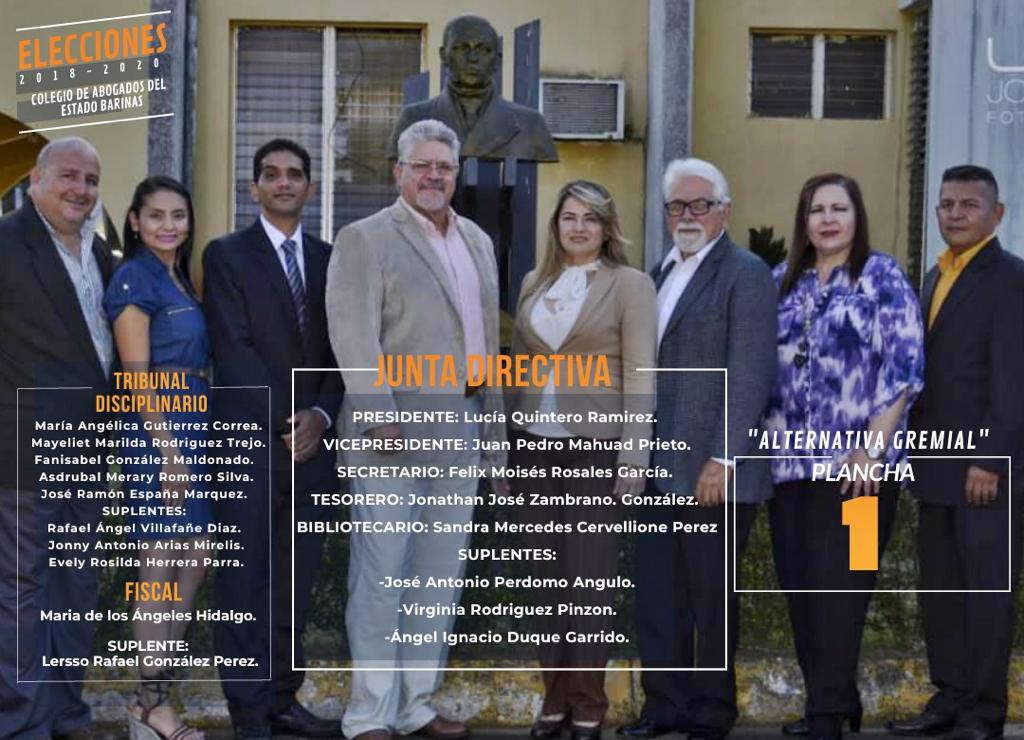 ELECCIONES
2018-2020
COLEGIO DE ABOGADOS DEL
ESTADO BARINAS
TRIBUNAL
DISCIPLINARIO
María Angélica Gutierrez Correa.
Mayeliet Marilda Rodriguez Trejo.
Fanisabel González Maldonado.
Asdrubal Merary Romero Silva.
José Ramón España Marquez.
SUPLENTES:
Rafael Ángel Villafañe Diaz.
Jonny Antonio Arias Mirelis.
Evely Rosilda Herrera Parra.
FISCAL
Maria de los Ángeles Hidalgo.
SUPLENTE:
Lersso Rafael González Perez.
JUNTA DIRECTIVA
PRESIDENTE: Lucía Quintero Ramirez.
VICEPRESIDENTE: Juan Pedro Mahuad Prieto.
SECRETARIO: Felix Moisés Rosales García.
TESORERO: Jonathan José Zambrano. González.
BIBLIOTECARIO: Sandra Mercedes Cervellione Perez
SUPLENTES:
-José Antonio Perdomo Angulo.
-Virginia Rodriguez Pinzon.
-Ángel Ignacio Duque Garrido.
"ALTERNATIVA GREMIAL"
PLANCHA
1